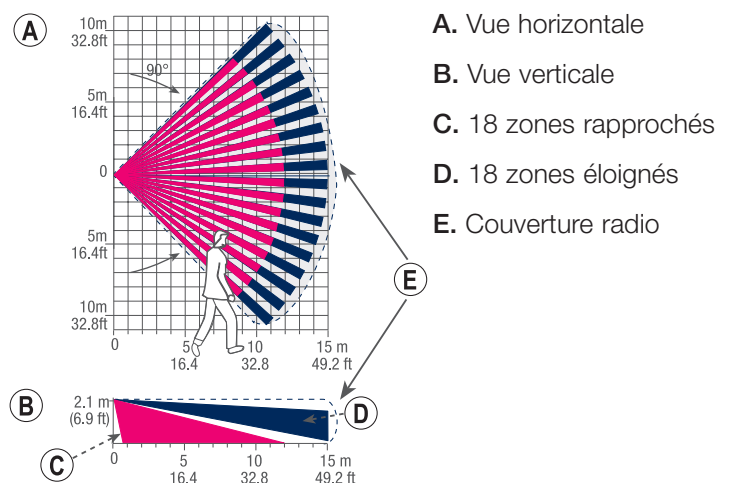 A
10m
32.8ft
90°
5m
16.4ft
0
5m
16.4ft
10m
32.8ft
0 5 10 15 m
16.4 32.8 49.2 ft
A. Vue horizontale
B. Vue verticale
C. 18 zones rapprochés
D. 18 zones éloignés
E. Couverture radio
E
B
2.1 m
(6.9 ft)
D
C
0 5 10 15 m
16.4 32.8 49.2 ft